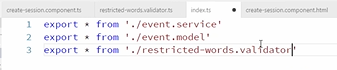 create-session.component.ts restricted-words.validator.ts index.ts create-session.component.html
1 export * from './event.service'
2 export * from './event.model'
3 export * from './restricted-words.validator'